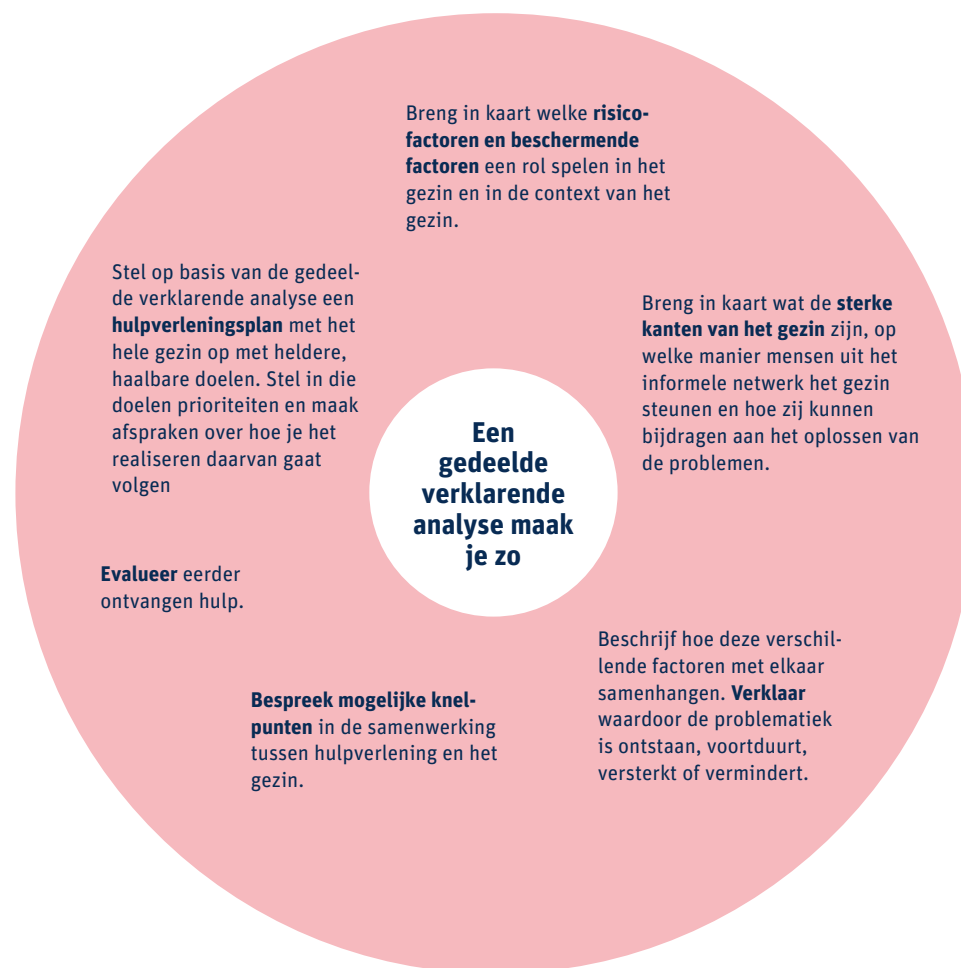 Breng in kaart welke risico-
factoren en beschermende
factoren een rol spelen in het
gezin en in de context van het
gezin.
Breng in kaart wat de sterke
kanten van het gezin zijn, op
welke manier mensen uit het
informele netwerk het gezin
steunen en hoe zij kunnen
bijdragen aan het oplossen van
de problemen.
Beschrijf hoe deze verschil-
lende factoren met elkaar
samenhangen. Verklaar
waardoor de problematiek
is ontstaan, voortduurt,
versterkt of vermindert.
Bespreek mogelijke knel-
punten in de samenwerking
tussen hulpverlening en het
gezin.
Evalueer eerder
ontvangen hulp.
Stel op basis van de gedeel-
de verklarende analyse een
hulpverleningsplan met het
hele gezin op met heldere,
haalbare doelen. Stel in die
doelen prioriteiten en maak
afspraken over hoe je het
realiseren daarvan gaat
volgen
Een
gedeelde
verklarende
analyse maak
je zo